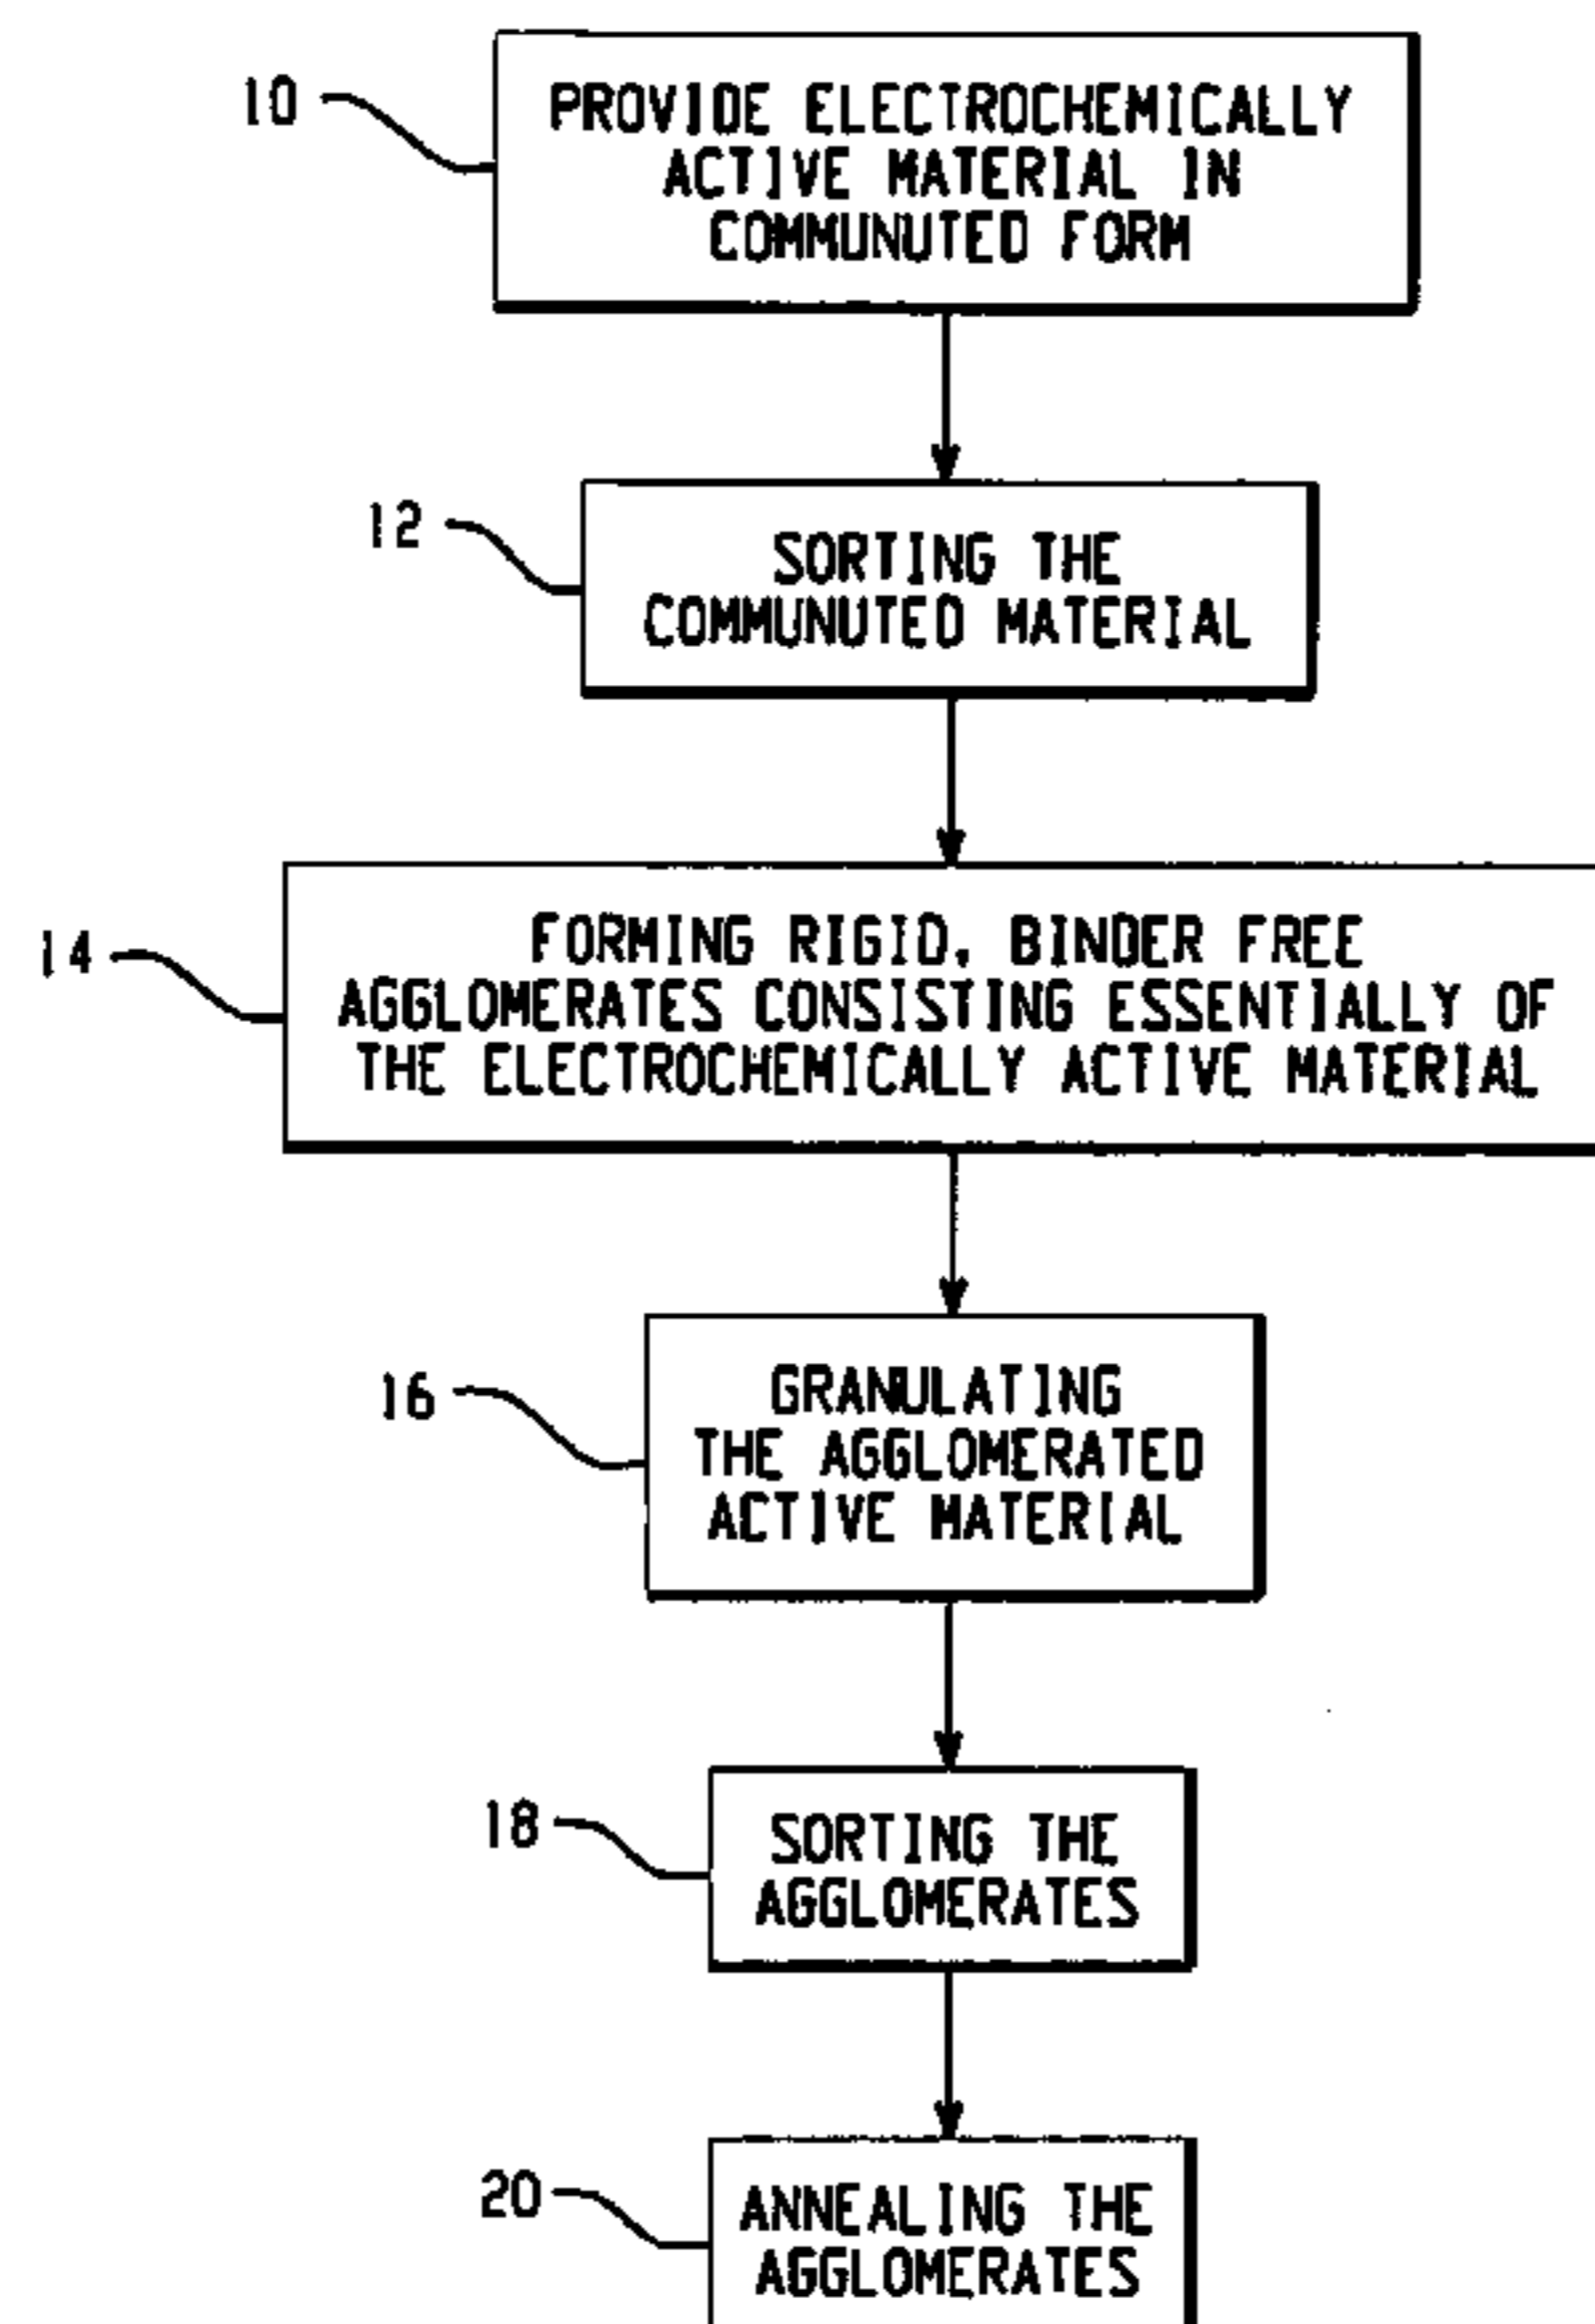 10
PROVIDE ELECTROCHEMICALLY
ACTIVE MATERIAL IN
COMMUNUTED FORM
12
SORTING THE
COMMUNUTED MATERIAL
14
FORMING RIGID, BINDER FREE
AGGLOMERATES CONSISTING ESSENTIALLY OF
THE ELECTROCHEMICALLY ACTIVE MATERIAL
16
GRANULATING
THE AGGLOMERATED
ACTIVE MATERIAL
18
SORTING THE
AGGLOMERATES
20
ANNEALING THE
AGGLOMERATES